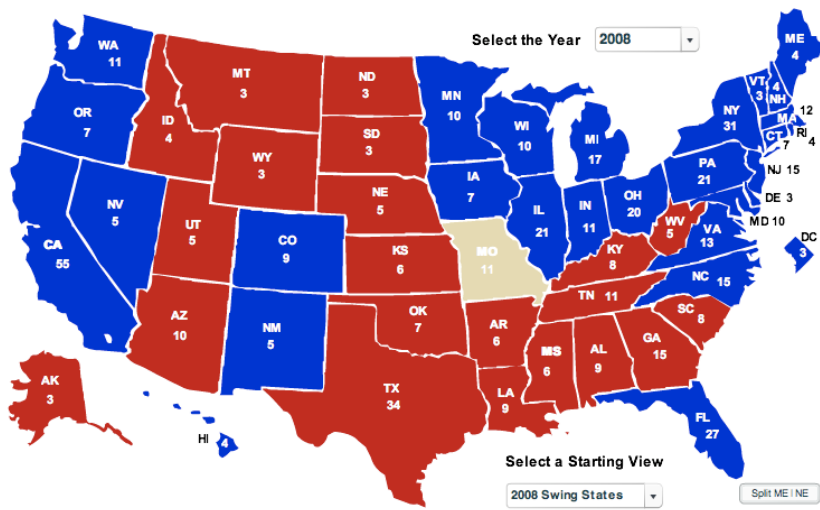 Select the Year 2008
WA
11
OR
7
CA 55
NV
5
ID
4
MT
3
WY
3
UT
5
AZ
10
CO
9
NM
5
ND
3
SD
3
NE
5
KS
6
OK
7
TX
34
MN
10
IA
7
MO
11
AR
6
LA
9
WI
10
IL
21
MI
17
IN
11
OH
20
KY
8
TN 11
MS
6
AL
9
GA
15
FL
27
SC
8
NC 15
VA
13
WV
5
PA
21
NY
31
VT
3
4
NH
ME
4
12
MA
RI
4
CT
7
NJ 15
DE 3
MD 10
DC
3
AK
3
HI 4
Select a Starting View
2008 Swing States
Split ME | NE